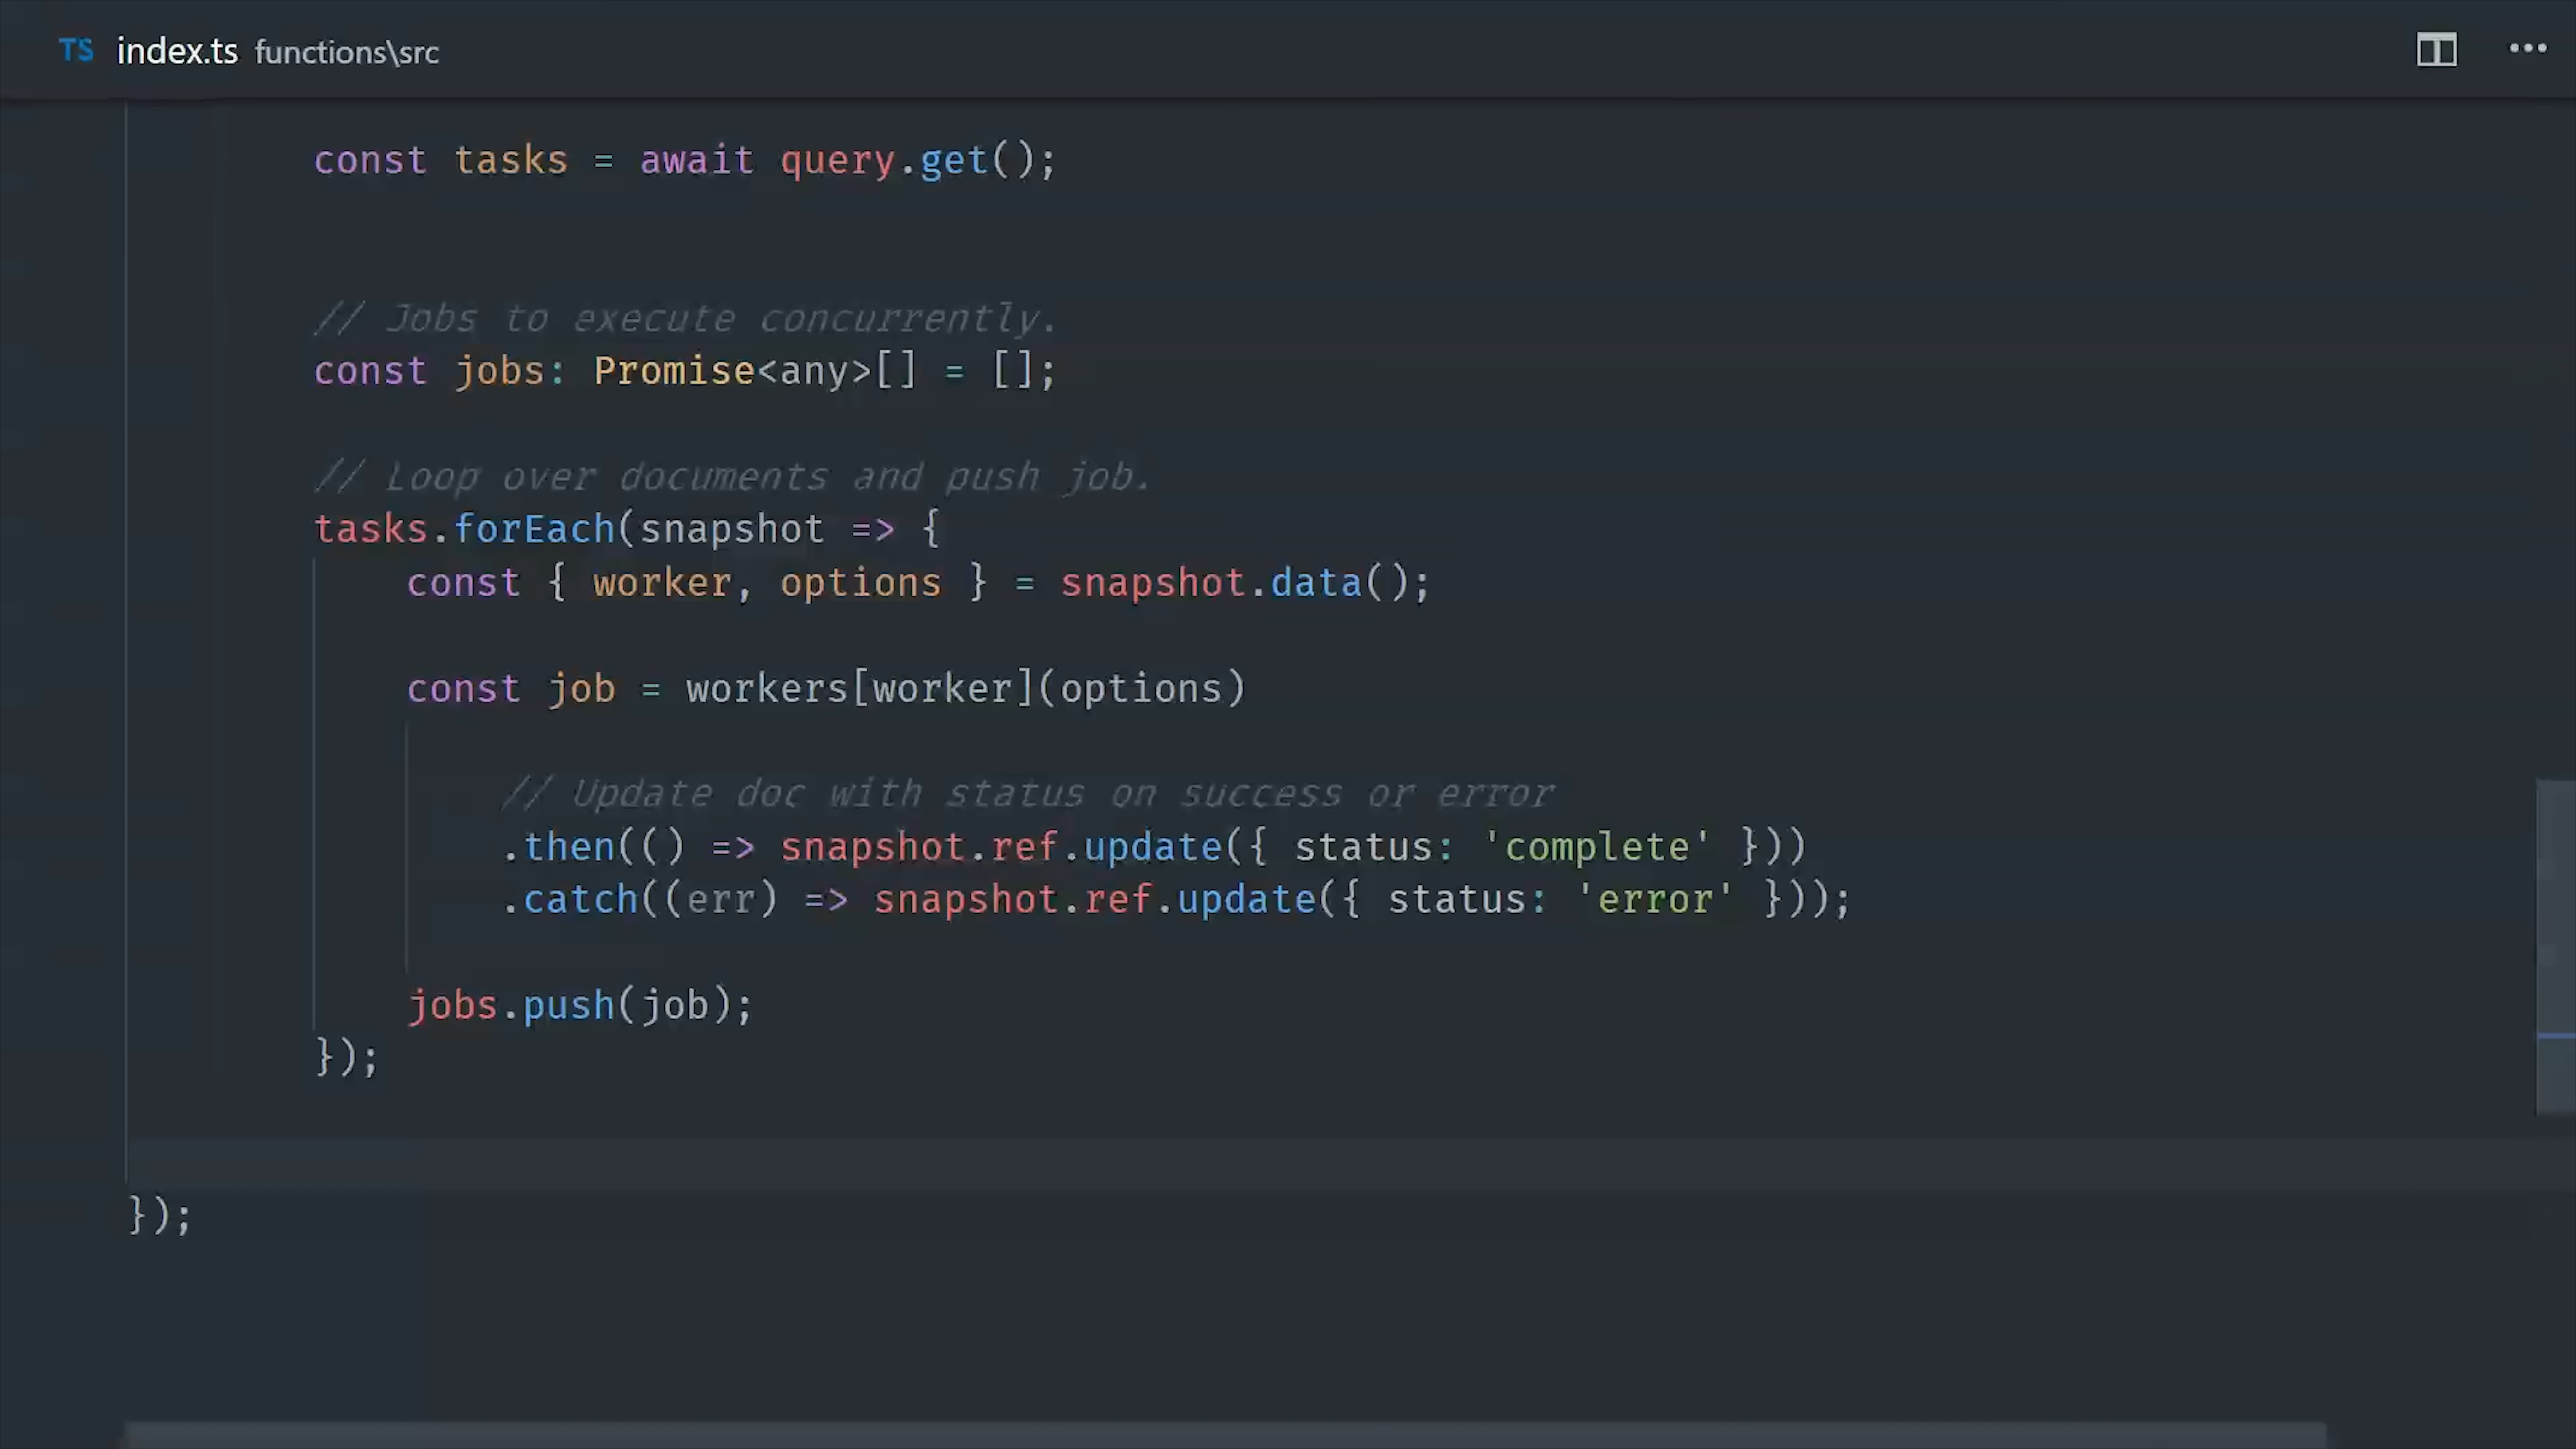 TS index.ts functions\src
const tasks = await query.get();
// Jobs to execute concurrently.
const jobs: Promise<any>[] = [];
// Loop over documents and push job.
tasks.forEach(snapshot => {
const { worker, options } = snapshot.data();
const job = workers[worker](options)
// Update doc with status on success or error
.then(() => snapshot.ref.update({ status: 'complete' }))
.catch((err) => snapshot.ref.update({ status: 'error' }));
jobs.push(job);
});
});